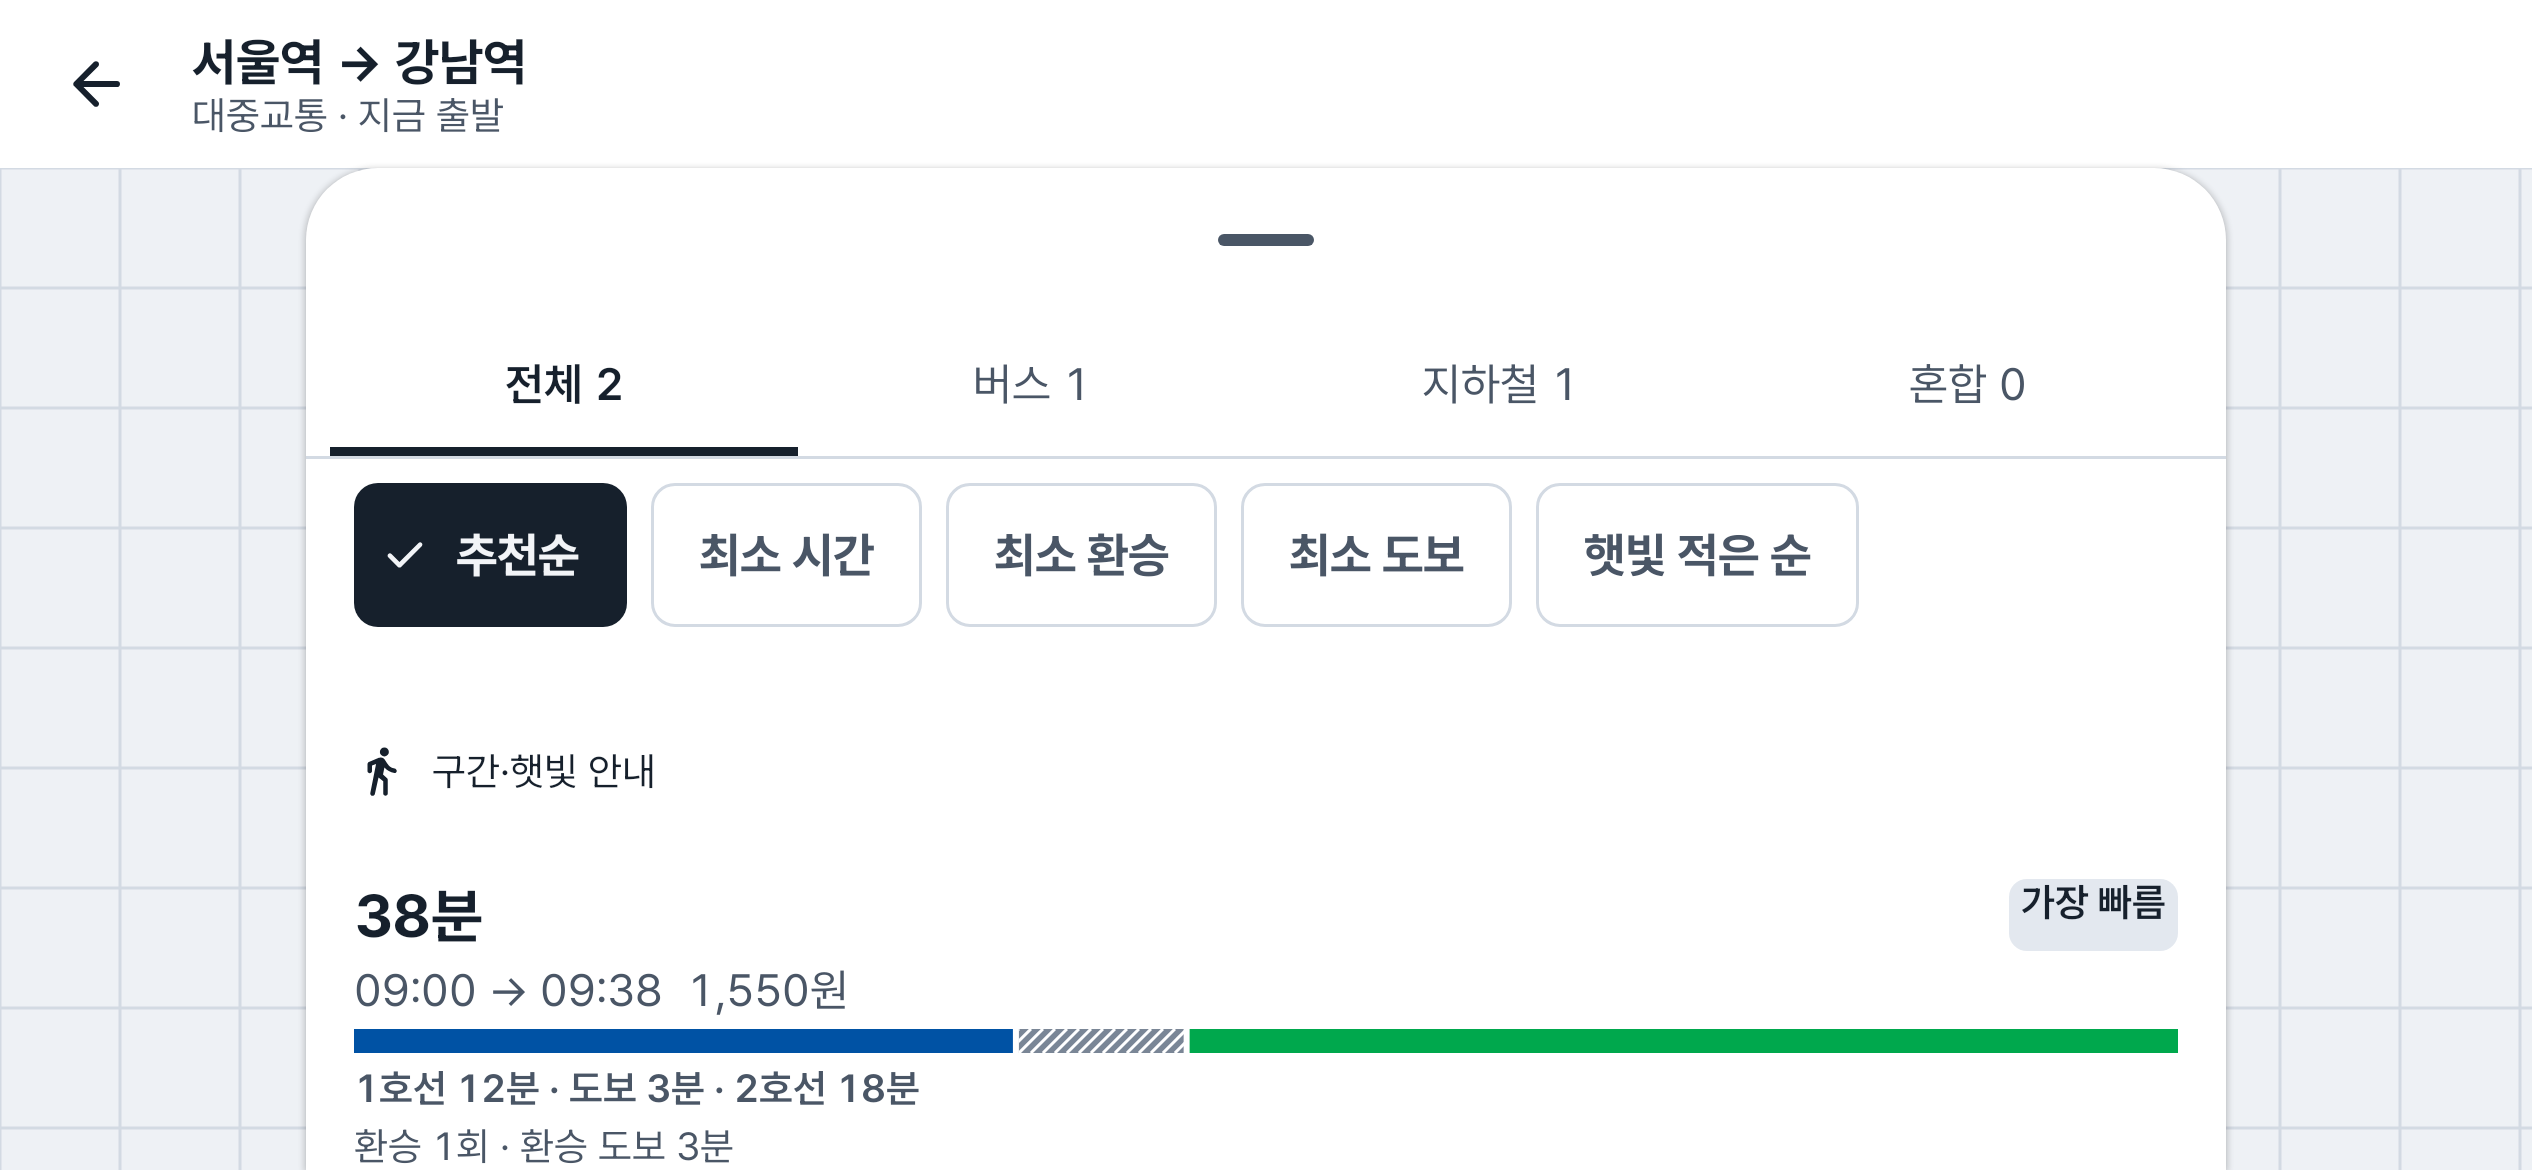 서울역 → 강남역
대중교통 · 지금 출발
전체 2 버스 1 지하철 1 혼합 0
추천순 최소 시간 최소 환승 최소 도보 햇빛 적은 순
구간·햇빛 안내
38분 가장 빠름
09:00 → 09:38 1,550원
1호선 12분 · 도보 3분 · 2호선 18분
환승 1회 · 환승 도보 3분